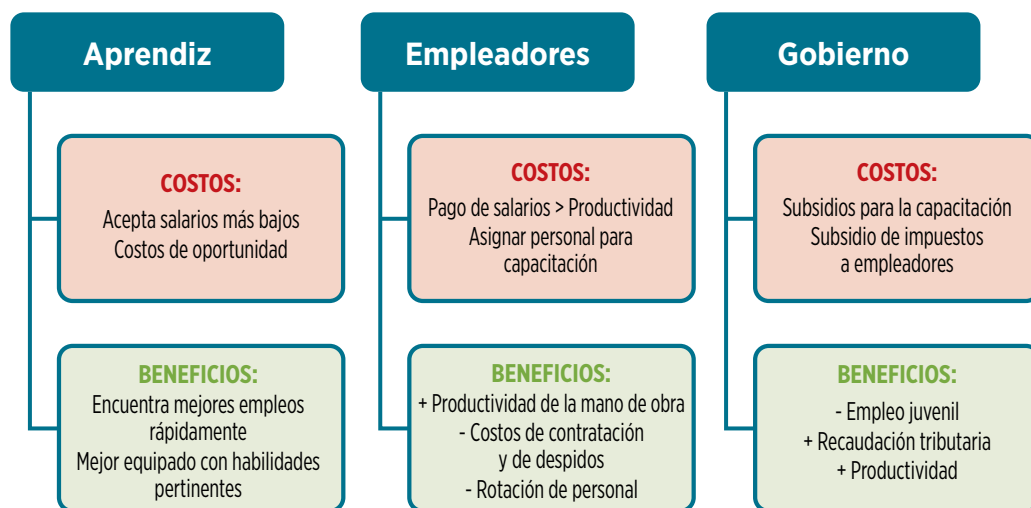 Aprendiz
COSTOS:
Acepta salarios más bajos
Costos de oportunidad
BENEFICIOS:
Encuentra mejores empleos
rápidamente
Mejor equipado con habilidades
pertinentes
Empleadores
COSTOS:
Pago de salarios > Productividad
Asignar personal para
capacitación
BENEFICIOS:
+ Productividad de la mano de obra
- Costos de contratación
y de despidos
- Rotación de personal
Gobierno
COSTOS:
Subsidios para la capacitación
Subsidio de impuestos
a empleadores
BENEFICIOS:
- Empleo juvenil
+ Recaudación tributaria
+ Productividad